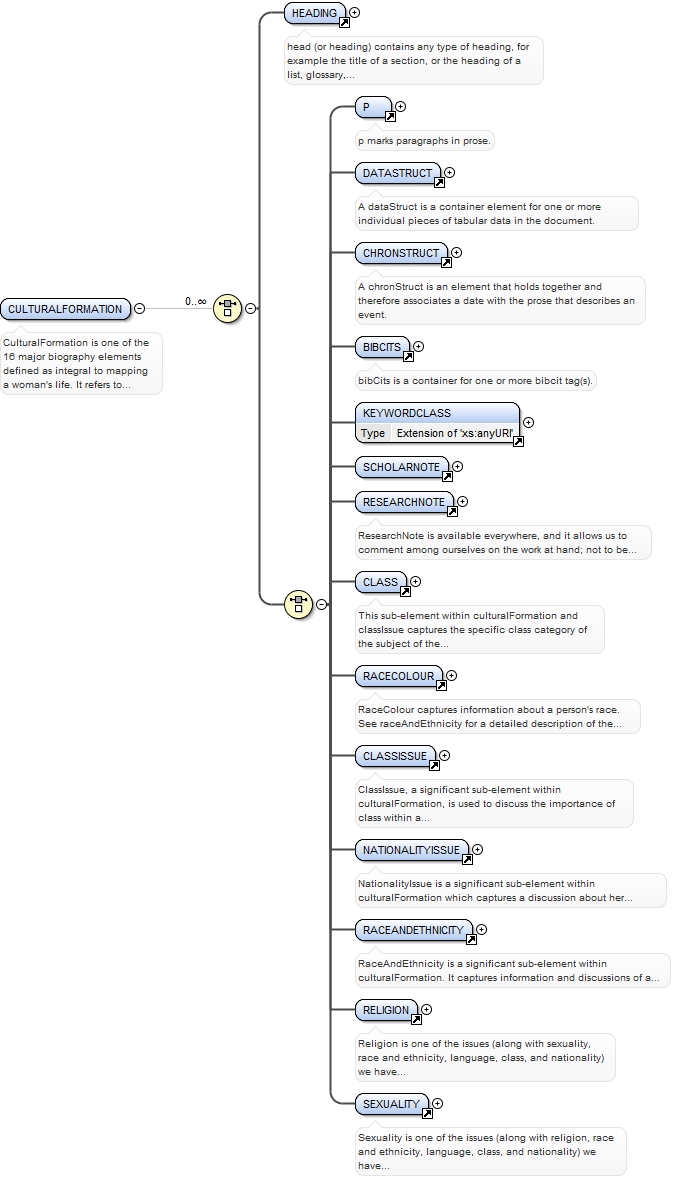 HEADING
head (or heading) contains any type of heading, for
example the title of a section, or the heading of a
list, glossary,...
P
p marks paragraphs in prose.
DATASTRUCT
A dataStruct is a container element for one or more
individual pieces of tabular data in the document.
CHRONSTRUCT
A chronStruct is an element that holds together and
therefore associates a date with the prose that describes an
event.
CULTURALFORMATION
0..∞
CulturalFormation is one of the
16 major biography elements
defined as integral to mapping
a woman's life. It refers to...
BIBCITS
bibCits is a container for one or more bibcit tag(s).
KEYWORDCLASS
Type Extension of 'xs:anyURI'
SCHOLARNOTE
RESEARCHNOTE
ResearchNote is available everywhere, and it allows us to
comment among ourselves on the work at hand; not to be...
CLASS
This sub-element within culturalFormation and
classIssue captures the specific class category of
the subject of the...
RACECOLOUR
RaceColour captures information about a person's race.
See raceAndEthnicity for a detailed description of the...
CLASSISSUE
ClassIssue, a significant sub-element within
culturalFormation, is used to discuss the importance of
class within a...
NATIONALITYISSUE
NationalityIssue is a significant sub-element within
culturalFormation which captures a discussion about her...
RACEANDETHNICITY
RaceAndEthnicity is a significant sub-element within
culturalFormation. It captures information and discussions of a...
RELIGION
Religion is one of the issues (along with sexuality,
race and ethnicity, language, class, and nationality)
we have...
SEXUALITY
Sexuality is one of the issues (along with religion, race
and ethnicity, language, class, and nationality) we
have...